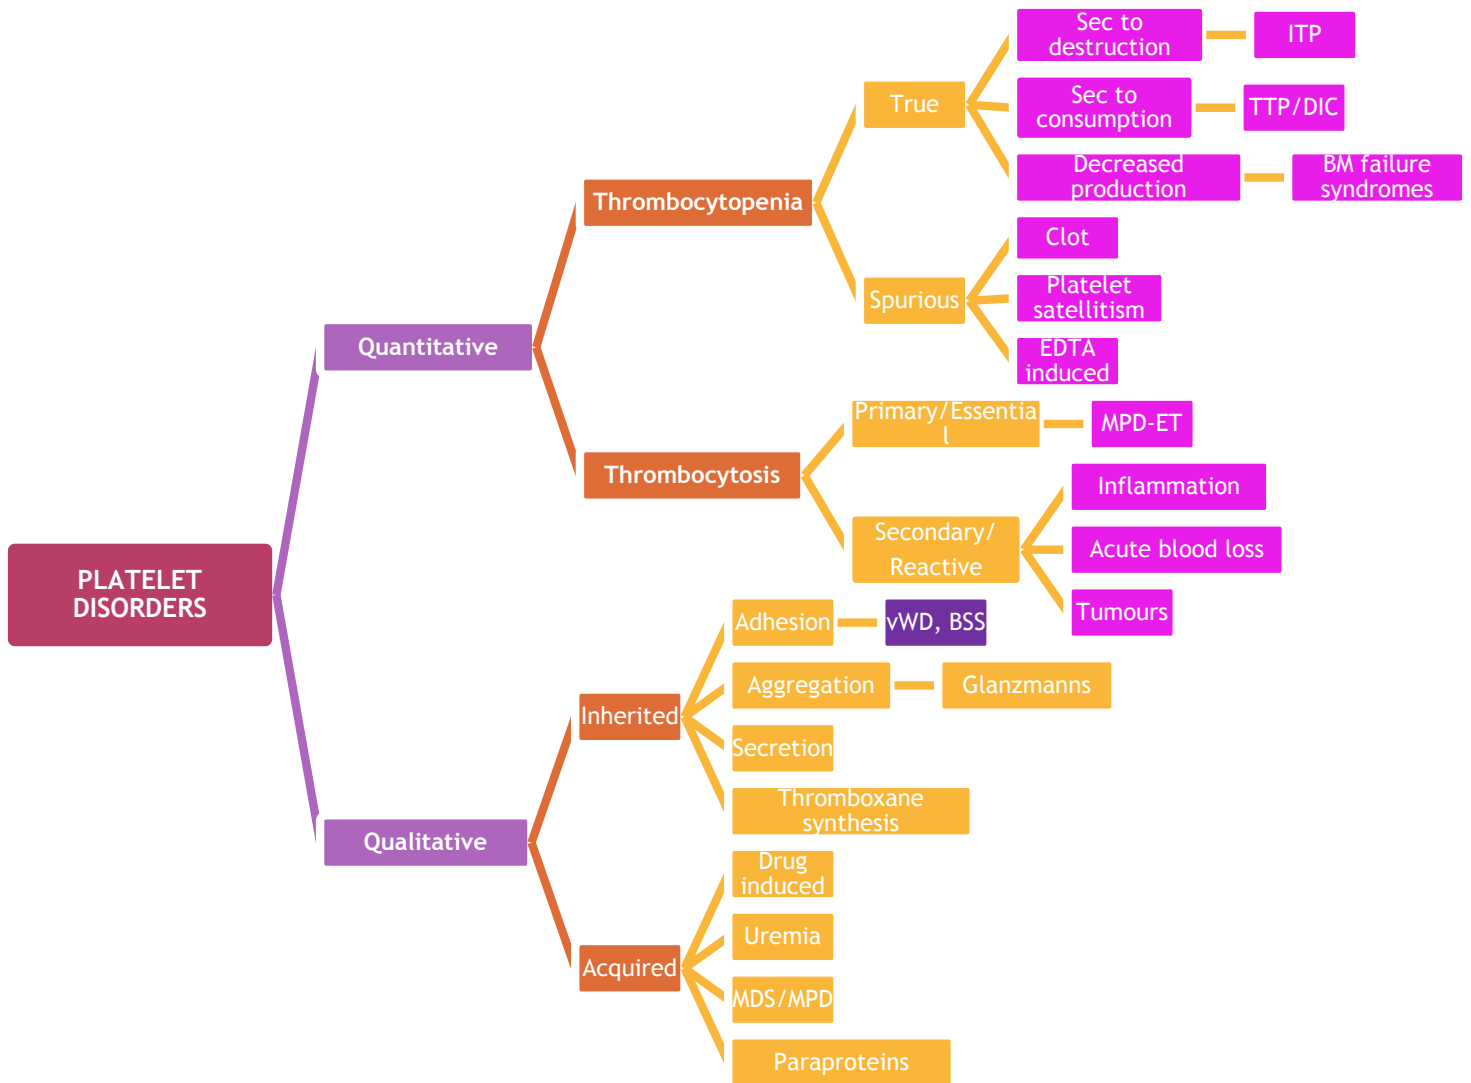 Sec to
destruction
ITP
True
Sec to
consumption
TTP/DIC
Decreased
production
BM failure
syndromes
Thrombocytopenia
Clot
Spurious
Platelet
satellitism
EDTA
induced
Quantitative
Primary/Essentia
l
MPD-ET
Thrombocytosis
Inflammation
Secondary/
Reactive
Acute blood loss
Tumours
PLATELET
DISORDERS
Adhesion
vWD, BSS
Aggregation
Glanzmanns
Inherited
Secretion
Thromboxane
synthesis
Qualitative
Drug
induced
Uremia
Acquired
MDS/MPD
Paraproteins